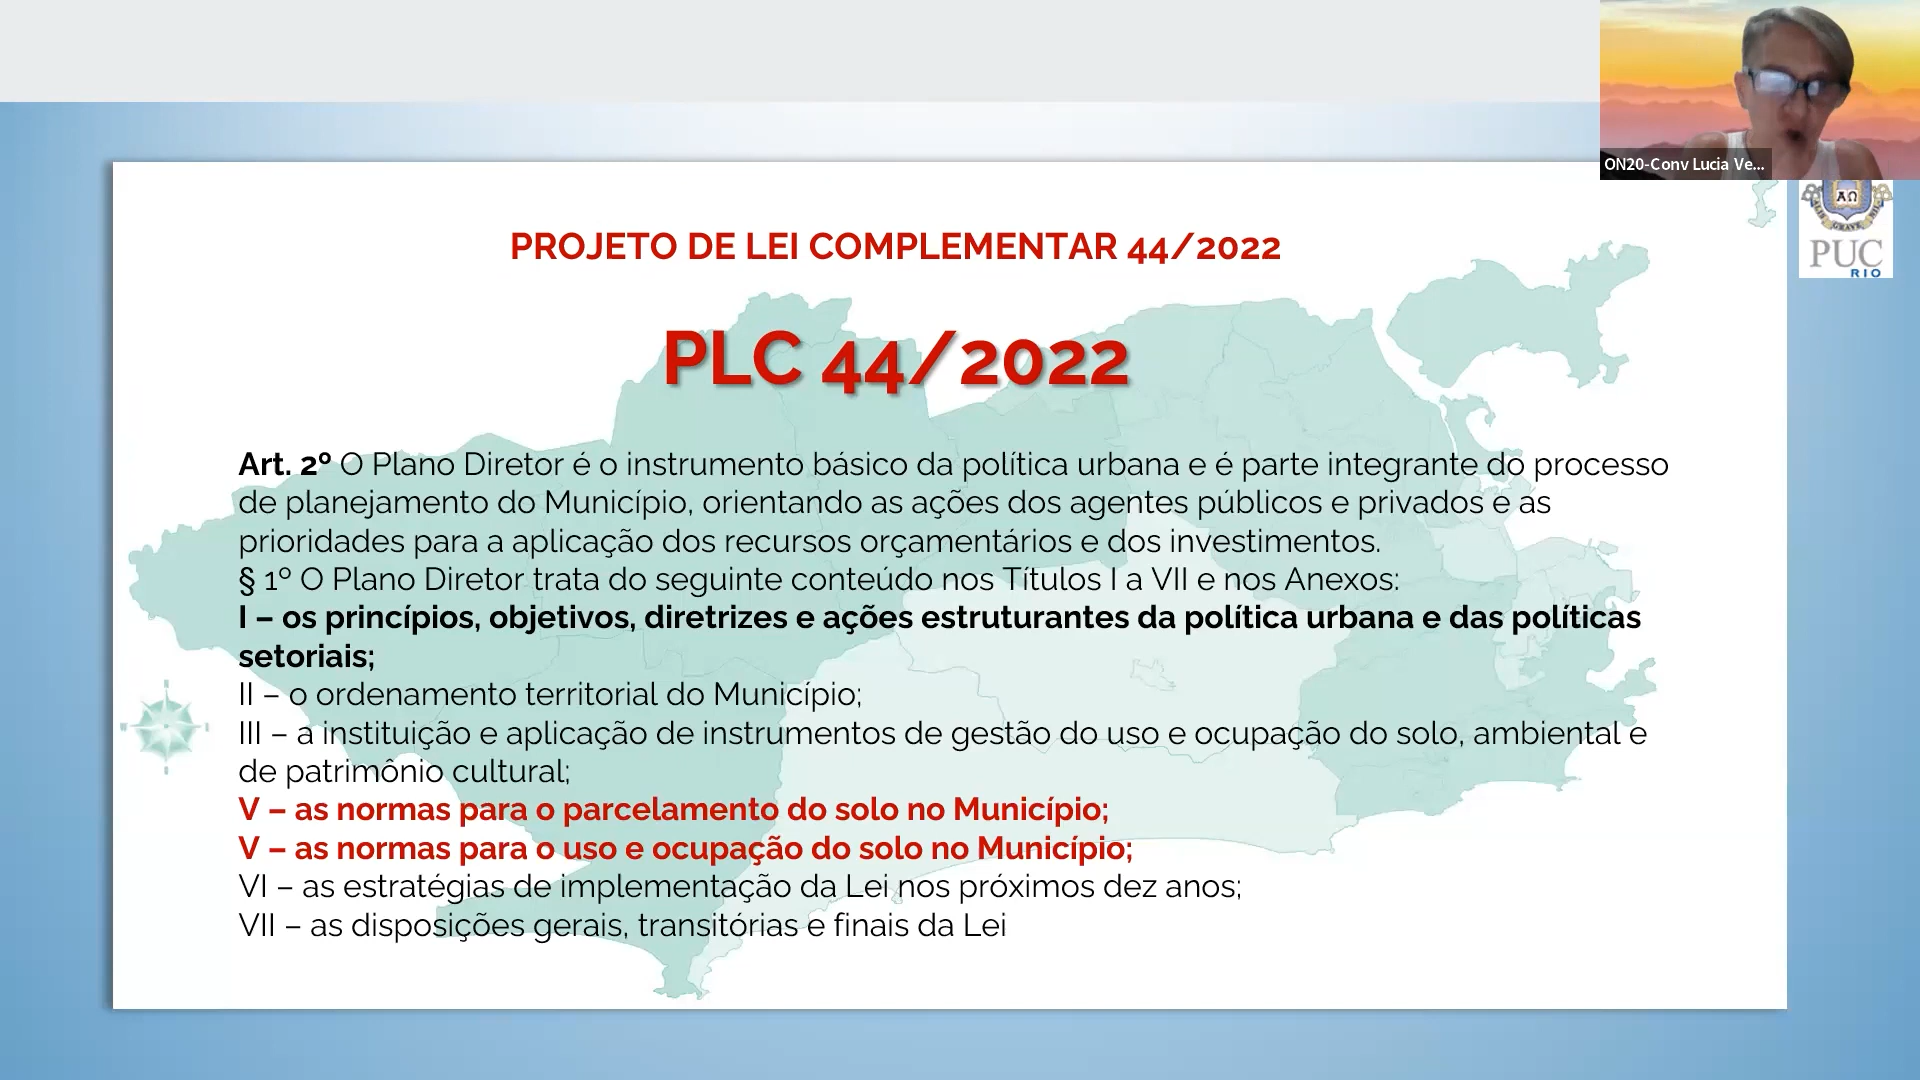 ON20-Conv Lucia Ve...
ΑΩ
GRAVE
PUC
RIO
PROJETO DE LEI COMPLEMENTAR 44/2022
PLC 44/2022
Art. 2º O Plano Diretor é o instrumento básico da política urbana e é parte integrante do processo
de planejamento do Município, orientando as ações dos agentes públicos e privados e as
prioridades para a aplicação dos recursos orçamentários e dos investimentos.
§ 1º O Plano Diretor trata do seguinte conteúdo nos Títulos I a VII e nos Anexos:
I – os princípios, objetivos, diretrizes e ações estruturantes da política urbana e das políticas
setoriais;
II – o ordenamento territorial do Município;
III – a instituição e aplicação de instrumentos de gestão do uso e ocupação do solo, ambiental e
de patrimônio cultural;
V – as normas para o parcelamento do solo no Município;
V – as normas para o uso e ocupação do solo no Município;
VI – as estratégias de implementação da Lei nos próximos dez anos;
VII – as disposições gerais, transitórias e finais da Lei